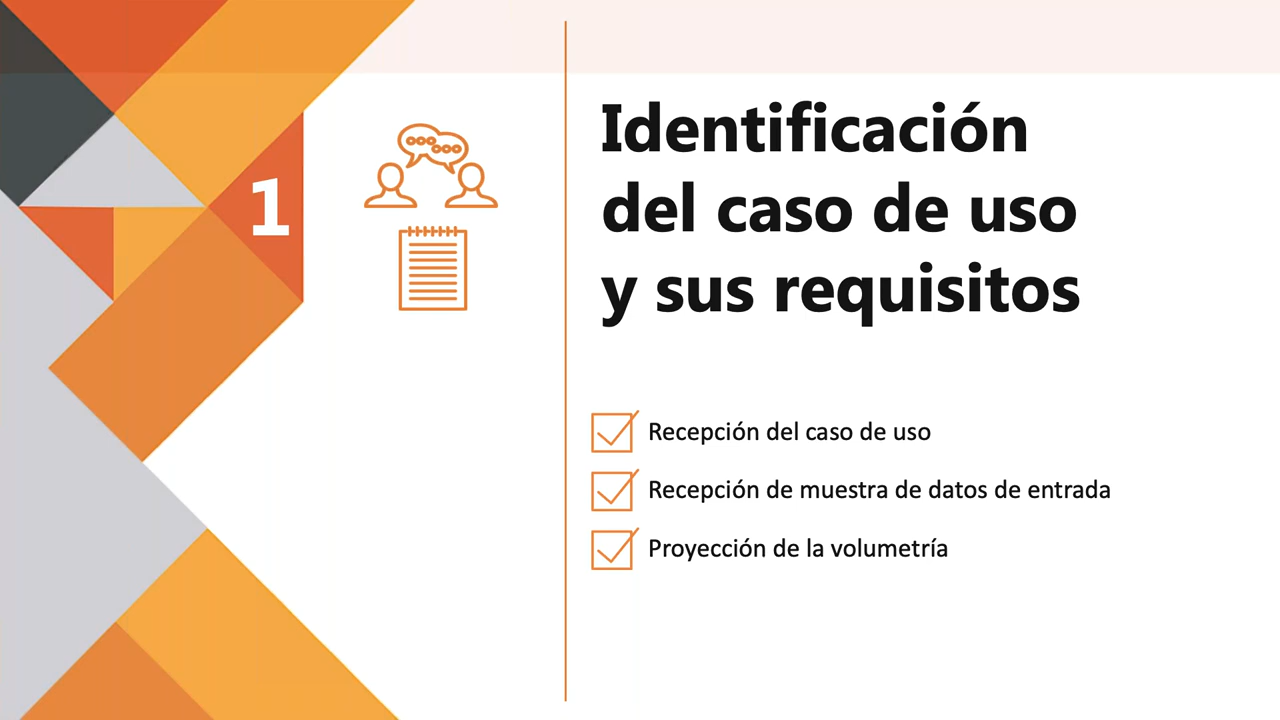 1
Identificación
del caso de uso
y sus requisitos
Recepción del caso de uso
Recepción de muestra de datos de entrada
Proyección de la volumetría